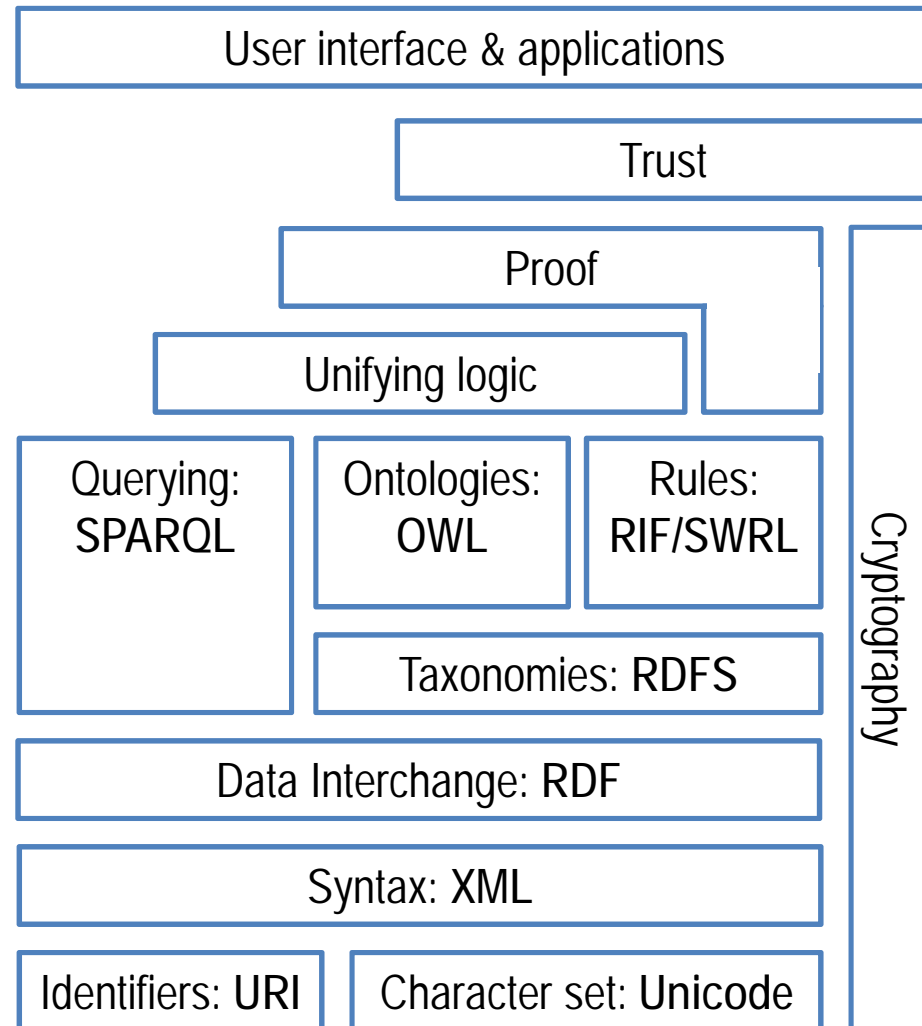 User interface & applications
Trust
Proof
Unifying logic
Querying:
SPARQL
Ontologies:
OWL
Rules:
RIF/SWRL
Cryptography
Taxonomies: RDFS
Data Interchange: RDF
Syntax: XML
Identifiers: URI
Character set: Unicode